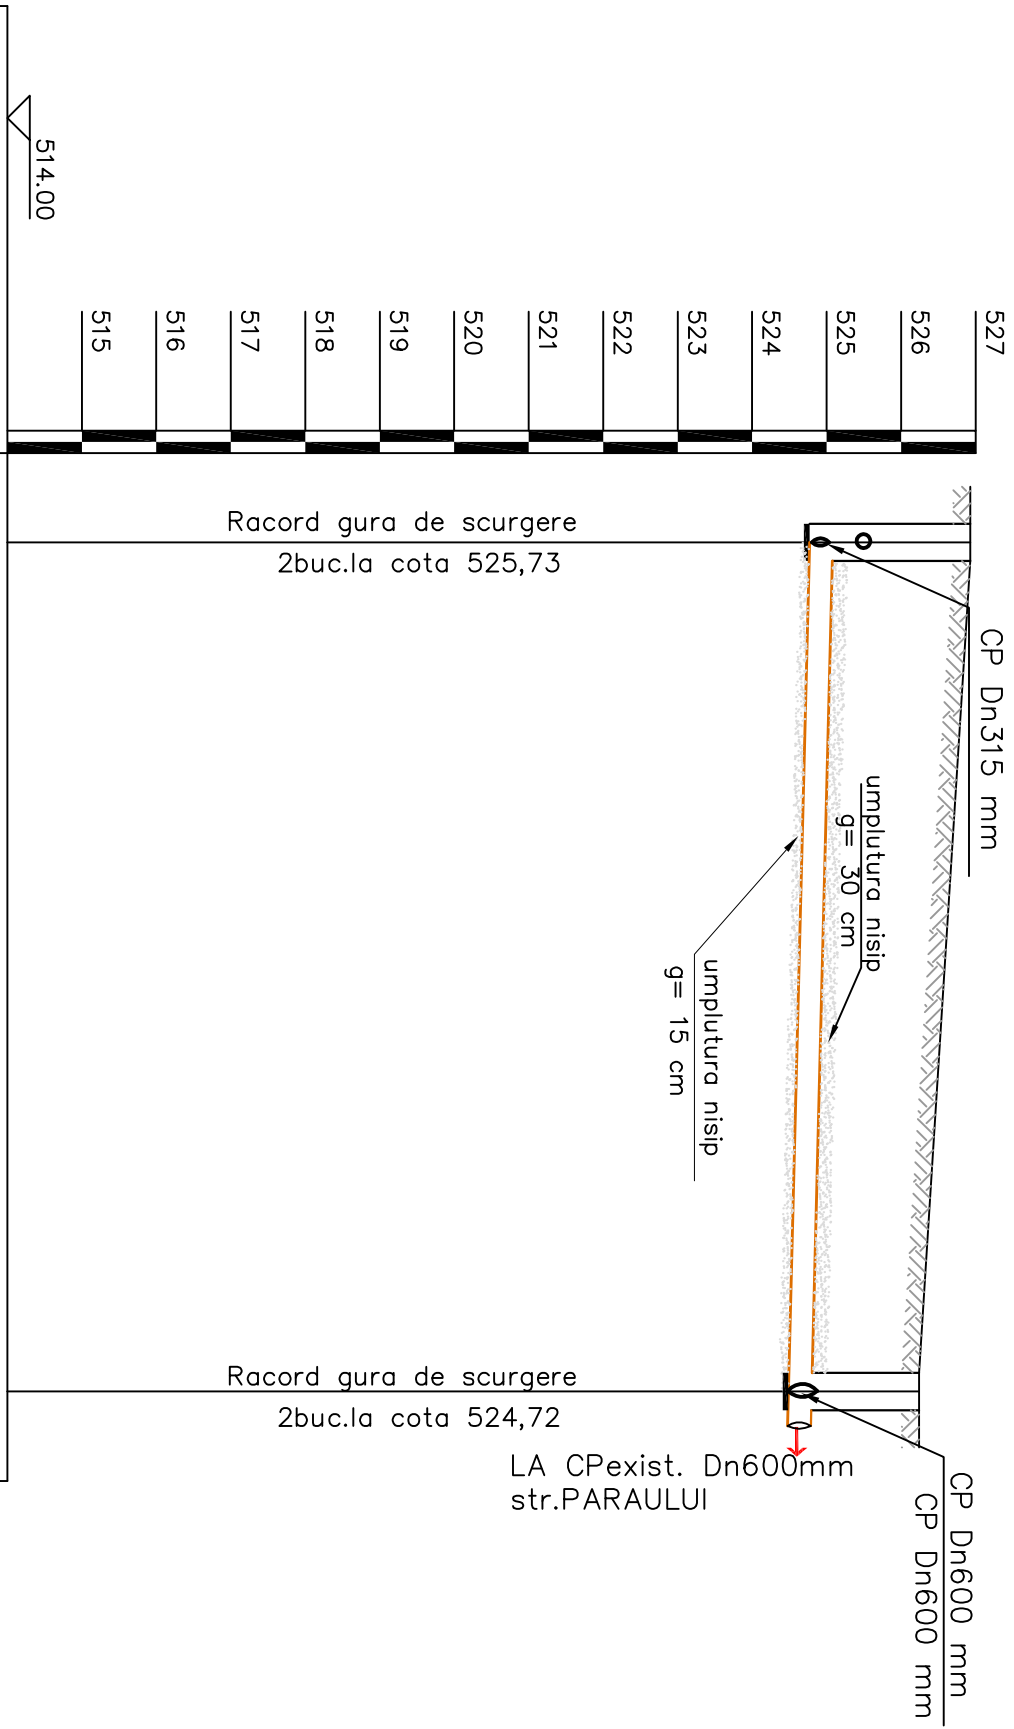 527
526
525
524
523
522
521
520
519
518
517
516
515
514.00
CP Dn315 mm
umplutura nisip
g= 30 cm
umplutura nisip
g= 15 cm
Racord gura de scurgere
2buc.la cota 525,73
Racord gura de scurgere
2buc.la cota 524,72
CP Dn600 mm
CP Dn600 mm
LA CPexist. Dn600mm
str.PARAULUI